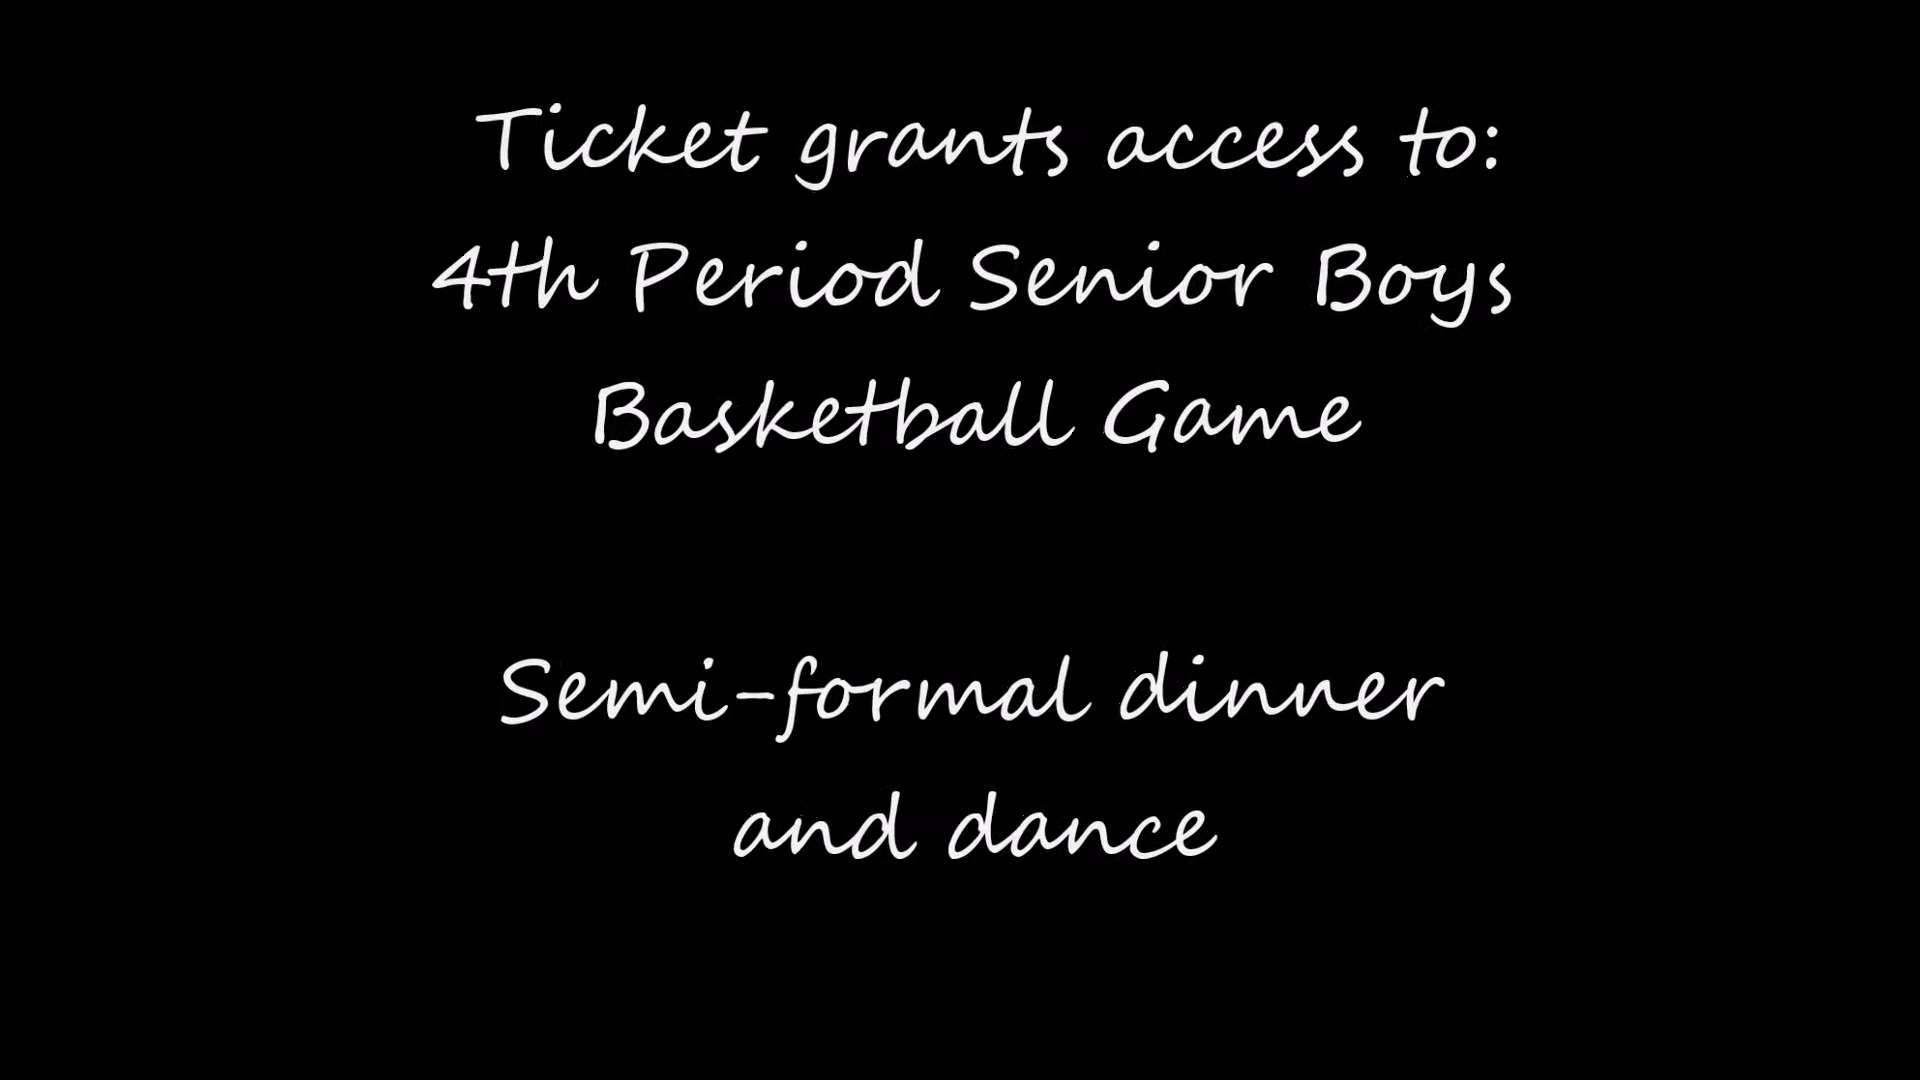 Ticket grants access to:
4th Period Senior Boys
Basketball Game
Semi-formal dinner
and dance